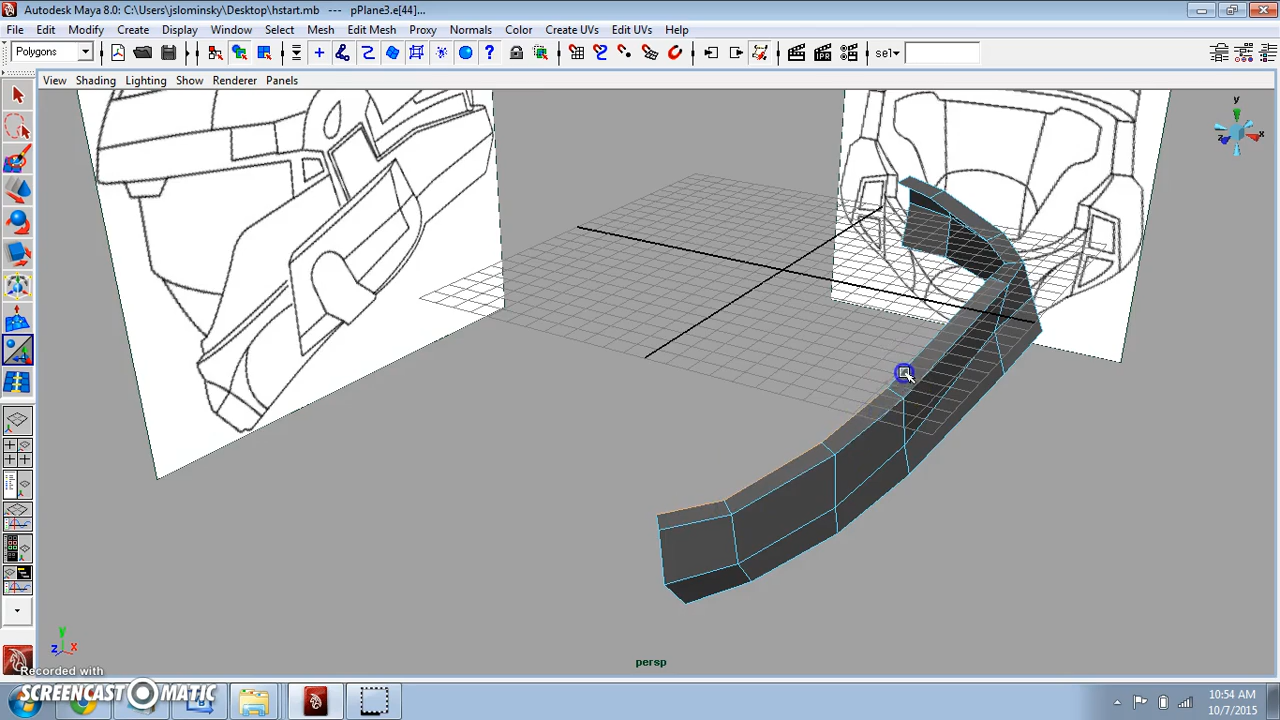 Autodesk Maya 8.0: C:\Users\jslominsky\Desktop\hstart.mb --- pPlane3.e[44]...
File Edit Modify Create Display Window Select Mesh Edit Mesh Proxy Normals Color Create UVs Edit UVs Help
Polygons sel
View Shading Lighting Show Renderer Panels
y
z x
y
z x
persp
Recorded with
SCREENCAST-O-MATIC
10:54 AM
10/7/2015